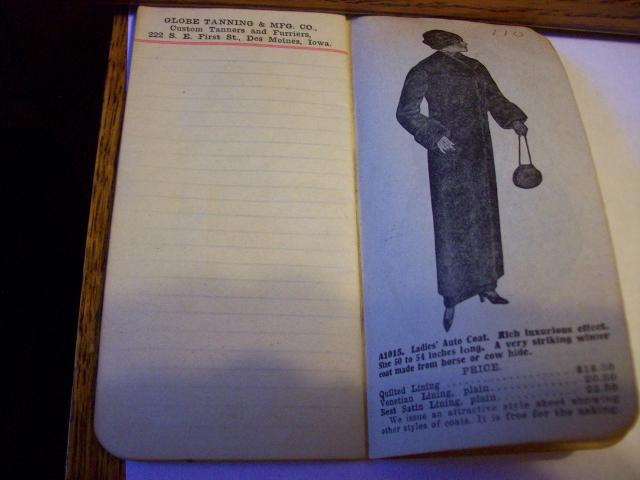 GLOBE TANNING & MFG. CO.,
Custom Tanners and Furriers,
222 S. E. First St., Des Moines, Iowa.
110
A1015. Ladies' Auto Coat. Rich luxurious effect.
Size 50 to 54 inches long. A very striking winter
coat made from horse or cow hide.
PRICE.
Quilted Lining
Venetian Lining, plain
Best Satin Lining, plain
We issue an attractive style sheet showing
other styles of coats. It is free for the asking.